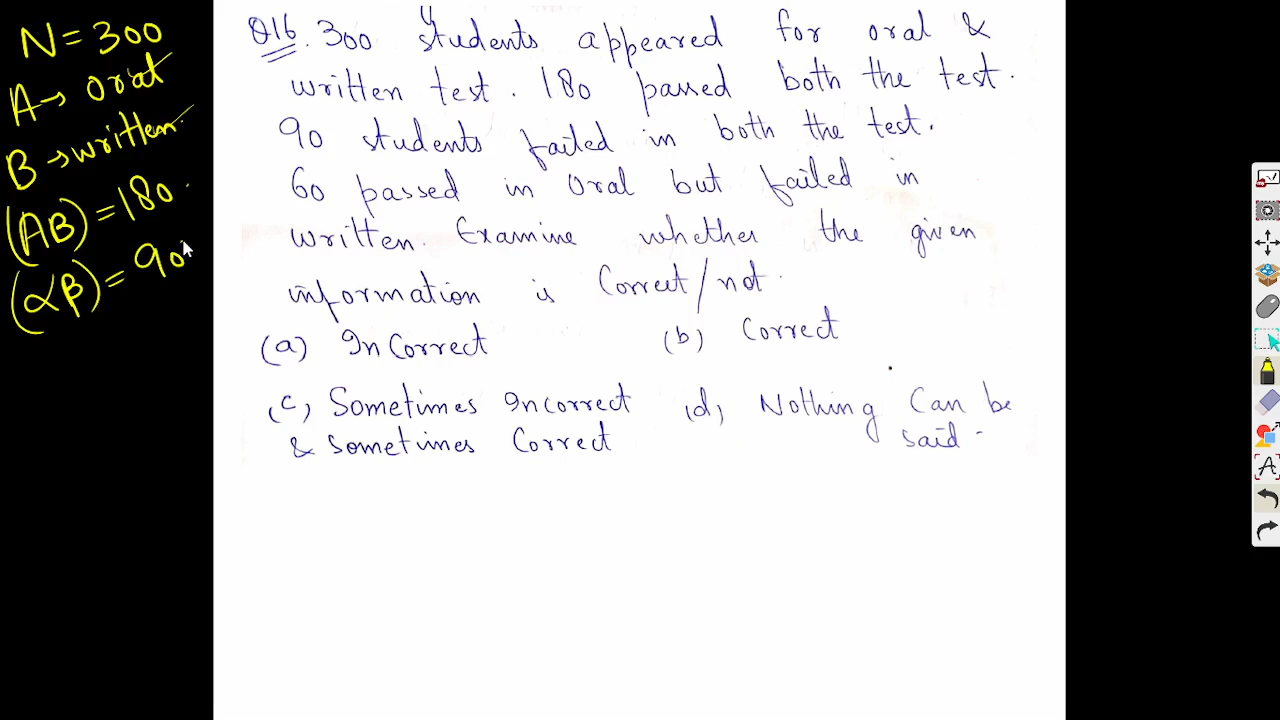 N = 300
A → oral
B → written
(AB) = 180
(αβ) = 90
Q16. 300 students appeared for oral &
written test. 180 passed both the test.
90 students failed in both the test.
60 passed in oral but failed in
written. Examine whether the given
information is Correct/not.
(a) InCorrect
(b) Correct
(c) Sometimes Incorrect
& sometimes Correct
(d) Nothing Can be
said